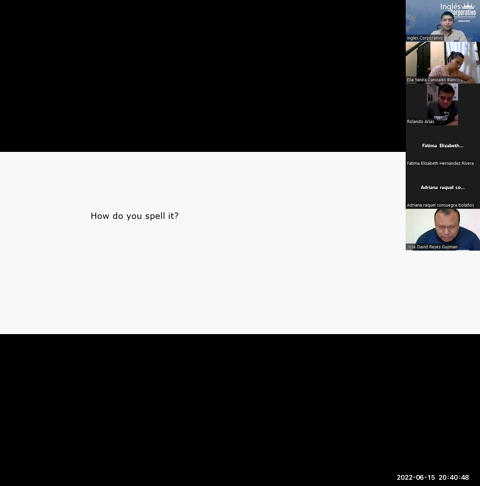 Inglés
Corporativo
Inglés Corporativo
Elia Yanira Canizales Blanco
Rolando Arias
Fátima Elizabeth...
Fátima Elizabeth Hernández Rivera
Adriana raquel co...
Adriana raquel consuegra bolaños
How do you spell it?
José David Reyes Guzman
2022-06-15 20:40:48